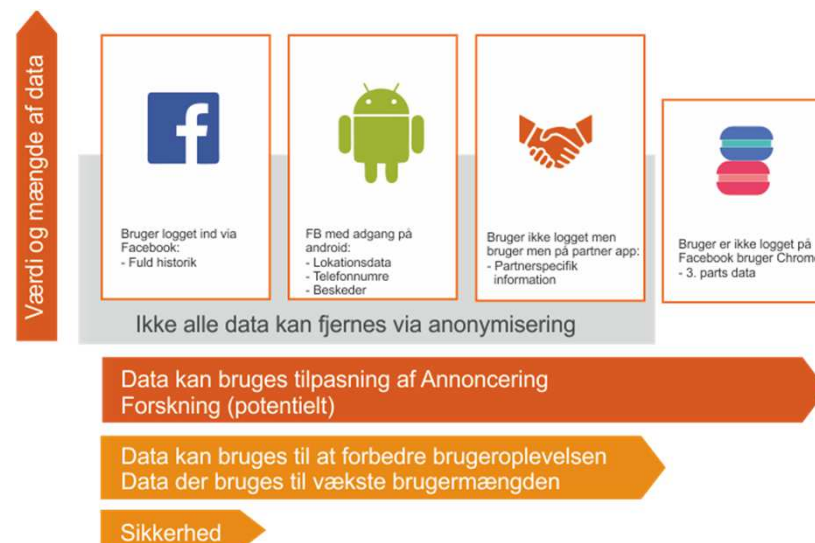 Værdi og mængde af data
Bruger logget ind via
Facebook:
- Fuld historik
FB med adgang på
android:
- Lokationsdata
- Telefonnumre
- Beskeder
Bruger ikke logget men
bruger men på partner app:
- Partnerspecifik
information
Bruger er ikke logget på
Facebook bruger Chrome
- 3. parts data
Ikke alle data kan fjernes via anonymisering
Data kan bruges tilpasning af Annoncering
Forskning (potentielt)
Data kan bruges til at forbedre brugeroplevelsen
Data der bruges til vækste brugermængden
Sikkerhed